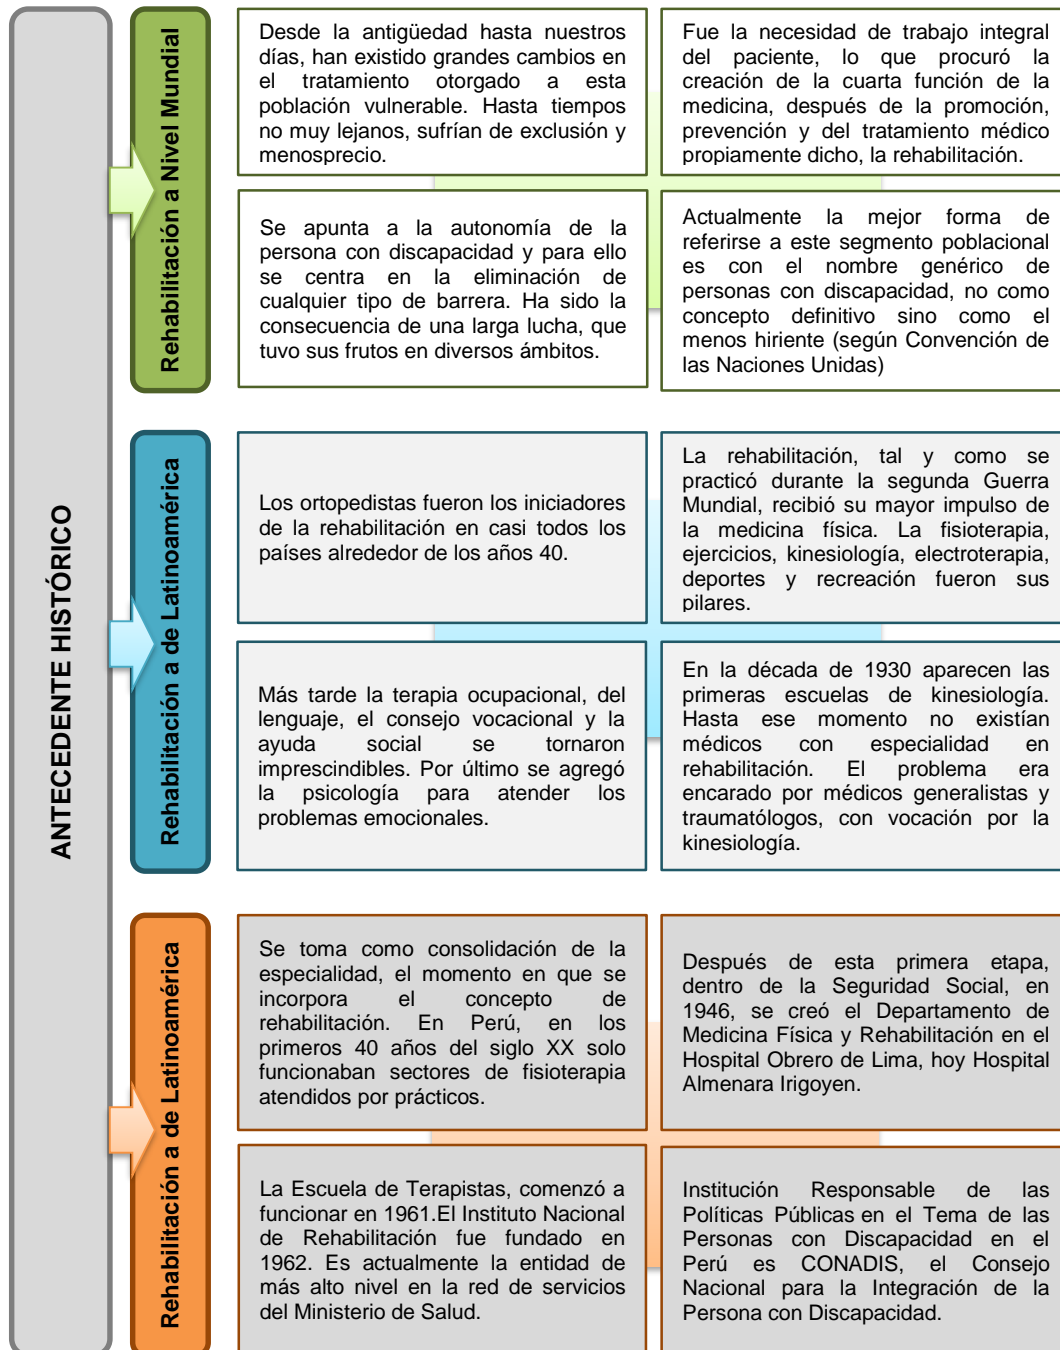 ANTECEDENTE HISTÓRICO
Rehabilitación a Nivel Mundial
Desde la antigüedad hasta nuestros
días, han existido grandes cambios en
el tratamiento otorgado a esta
población vulnerable. Hasta tiempos
no muy lejanos, sufrían de exclusión y
menosprecio.
Fue la necesidad de trabajo integral
del paciente, lo que procuró la
creación de la cuarta función de la
medicina, después de la promoción,
prevención y del tratamiento médico
propiamente dicho, la rehabilitación.
Se apunta a la autonomía de la
persona con discapacidad y para ello
se centra en la eliminación de
cualquier tipo de barrera. Ha sido la
consecuencia de una larga lucha, que
tuvo sus frutos en diversos ámbitos.
Actualmente la mejor forma de
referirse a este segmento poblacional
es con el nombre genérico de
personas con discapacidad, no como
concepto definitivo sino como el
menos hiriente (según Convención de
las Naciones Unidas)
Rehabilitación a de Latinoamérica
Los ortopedistas fueron los iniciadores
de la rehabilitación en casi todos los
países alrededor de los años 40.
La rehabilitación, tal y como se
practicó durante la segunda Guerra
Mundial, recibió su mayor impulso de
la medicina física. La fisioterapia,
ejercicios, kinesiología, electroterapia,
deportes y recreación fueron sus
pilares.
Más tarde la terapia ocupacional, del
lenguaje, el consejo vocacional y la
ayuda social se tornaron
imprescindibles. Por último se agregó
la psicología para atender los
problemas emocionales.
En la década de 1930 aparecen las
primeras escuelas de kinesiología.
Hasta ese momento no existían
médicos con especialidad en
rehabilitación. El problema era
encarado por médicos generalistas y
traumatólogos, con vocación por la
kinesiología.
Rehabilitación a de Latinoamérica
Se toma como consolidación de la
especialidad, el momento en que se
incorpora el concepto de
rehabilitación. En Perú, en los
primeros 40 años del siglo XX solo
funcionaban sectores de fisioterapia
atendidos por prácticos.
Después de esta primera etapa,
dentro de la Seguridad Social, en
1946, se creó el Departamento de
Medicina Física y Rehabilitación en el
Hospital Obrero de Lima, hoy Hospital
Almenara Irigoyen.
La Escuela de Terapistas, comenzó a
funcionar en 1961.El Instituto Nacional
de Rehabilitación fue fundado en
1962. Es actualmente la entidad de
más alto nivel en la red de servicios
del Ministerio de Salud.
Institución Responsable de las
Políticas Públicas en el Tema de las
Personas con Discapacidad en el
Perú es CONADIS, el Consejo
Nacional para la Integración de la
Persona con Discapacidad.